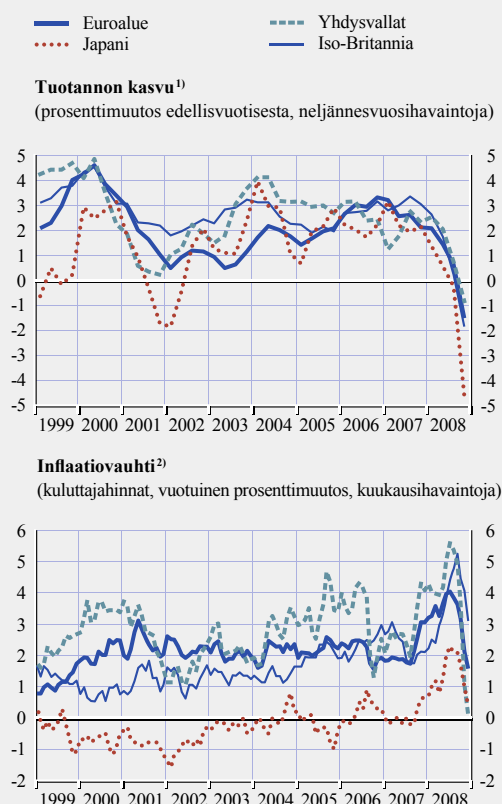 Euroalue Yhdysvallat
Japani Iso-Britannia
Tuotannon kasvu1)
(prosenttimuutos edellisvuotisesta, neljännesvuosihavaintoja)
5 5
4 4
3 3
2 2
1 1
0 0
-1 -1
-2 -2
-3 -3
-4 -4
-5 -5
1999 2000 2001 2002 2003 2004 2005 2006 2007 2008
Inflaatiovauhti2)
(kuluttajahinnat, vuotuinen prosenttimuutos, kuukausihavaintoja)
6 6
5 5
4 4
3 3
2 2
1 1
0 0
-1 -1
-2 -2
1999 2000 2001 2002 2003 2004 2005 2006 2007 2008